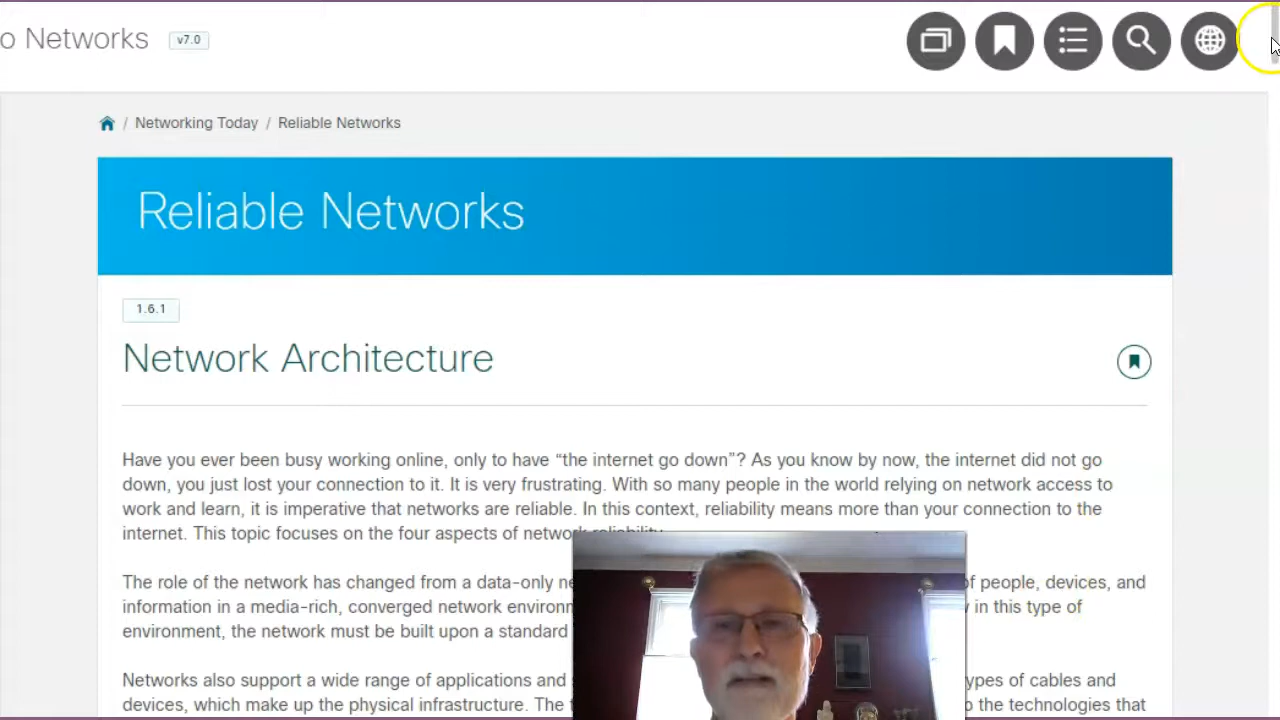 o Networks v7.0
/ Networking Today / Reliable Networks
Reliable Networks
1.6.1
Network Architecture
Have you ever been busy working online, only to have “the internet go down”? As you know by now, the internet did not go
down, you just lost your connection to it. It is very frustrating. With so many people in the world relying on network access to
work and learn, it is imperative that networks are reliable. In this context, reliability means more than your connection to the
internet. This topic focuses on the four aspects of network reliability.
The role of the network has changed from a data-only ne of people, devices, and
information in a media-rich, converged network environm in this type of
environment, the network must be built upon a standard
Networks also support a wide range of applications and ypes of cables and
devices, which make up the physical infrastructure. The the technologies that